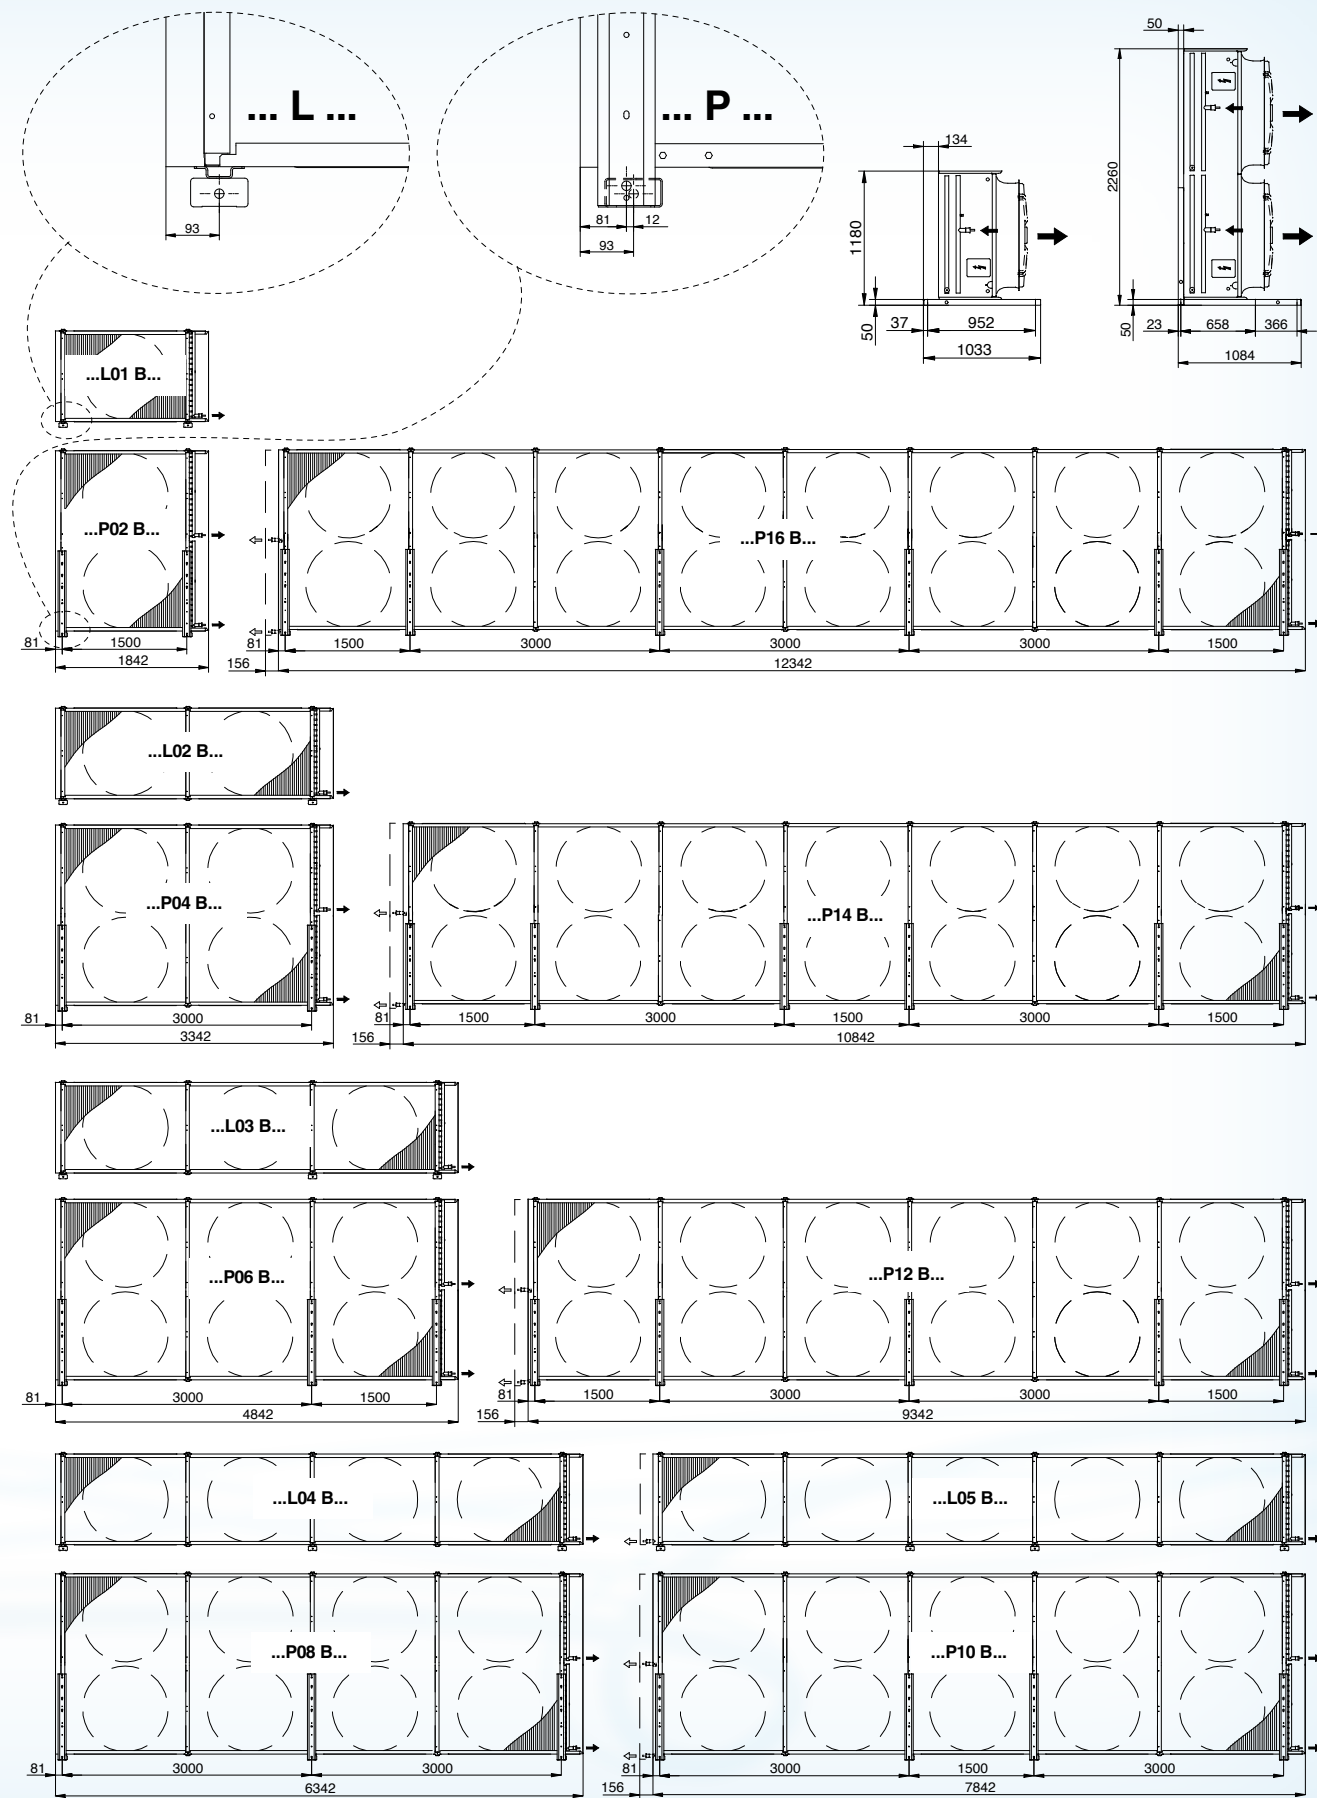 ... L ...
93
... P ...
81 12
93
134
1180
50
37 952
1033
50
2260
50
23 658 366
1084
...L01 B...
...P02 B...
81 1500
1842
...P16 B...
81 1500 3000 3000 3000 1500
156 12342
...L02 B...
...P04 B...
81 3000
3342
...P14 B...
81 1500 3000 1500 3000 1500
156 10842
...L03 B...
...P06 B...
81 3000 1500
4842
...P12 B...
81 1500 3000 3000 1500
156 9342
...L04 B...
...L05 B...
...P08 B...
81 3000 3000
6342
...P10 B...
81 3000 1500 3000
156 7842